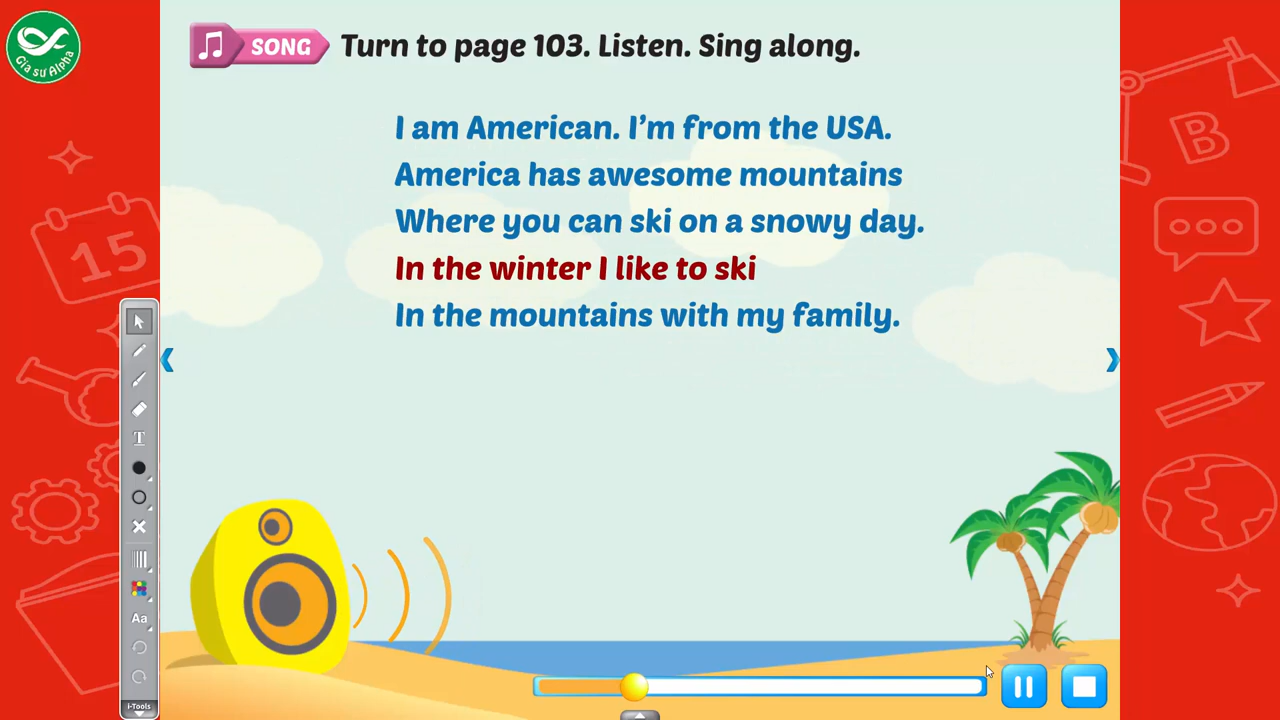 Gia sư Alpha
SONG
Turn to page 103. Listen. Sing along.
I am American. I'm from the USA.
America has awesome mountains
Where you can ski on a snowy day.
In the winter I like to ski
In the mountains with my family.
15
B
T
Aa
i-Tools